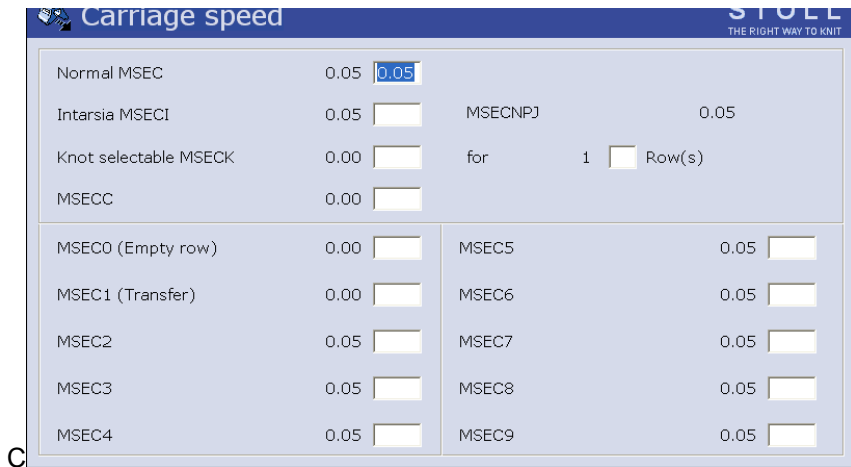 Carriage speed
STOLL
THE RIGHT WAY TO KNIT
Normal MSEC 0.05 0.05
Intarsia MSECI 0.05 MSECNPJ 0.05
Knot selectable MSECK 0.00 for 1 Row(s)
MSECC 0.00
MSEC0 (Empty row) 0.00 MSEC5 0.05
MSEC1 (Transfer) 0.00 MSEC6 0.05
MSEC2 0.05 MSEC7 0.05
MSEC3 0.05 MSEC8 0.05
MSEC4 0.05 MSEC9 0.05
C